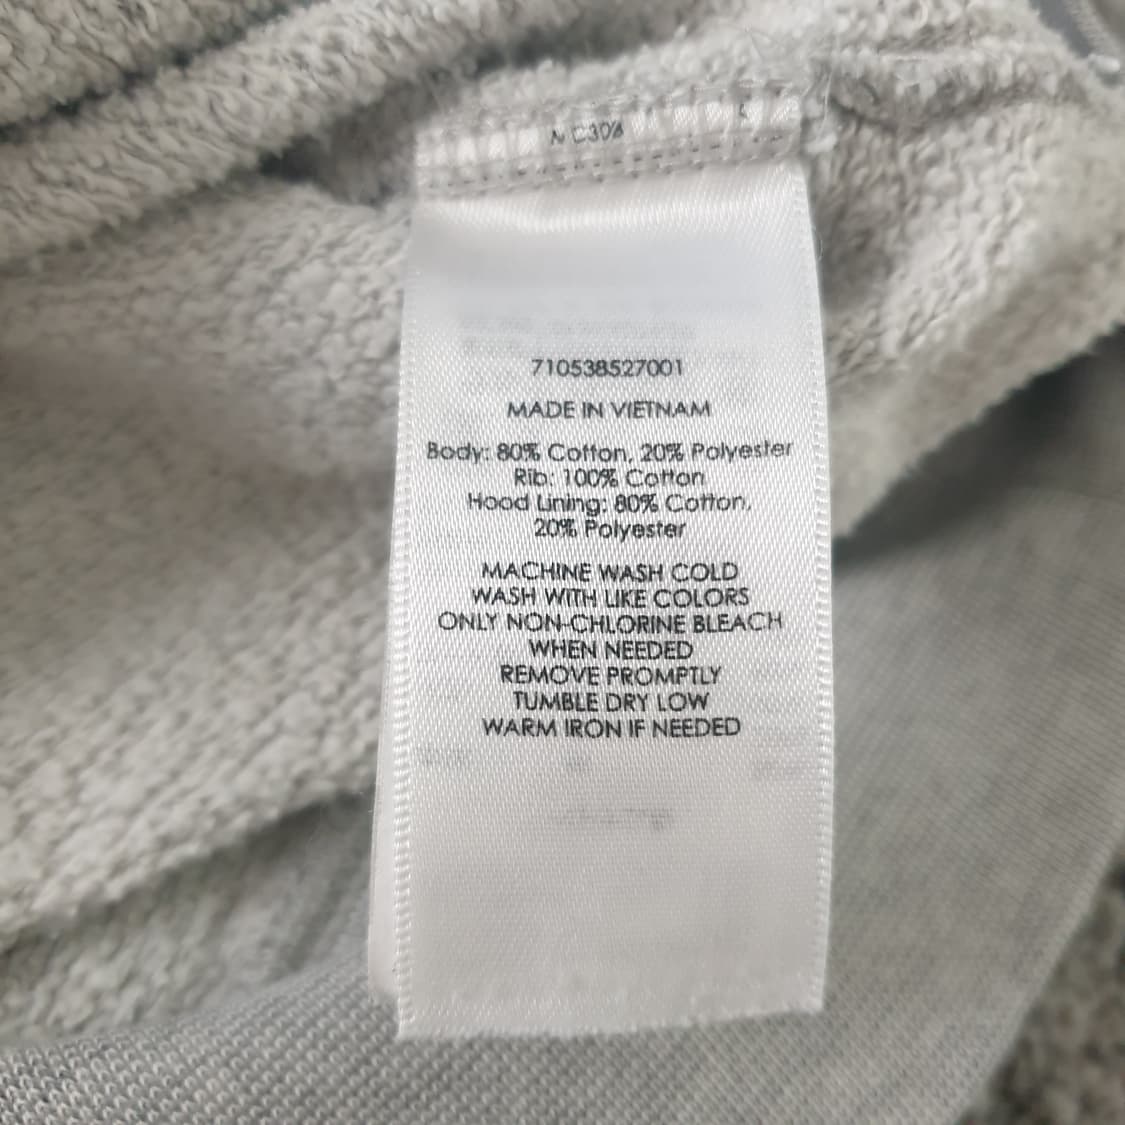 710538527001
MADE IN VIETNAM
Body: 80% Cotton, 20% Polyester
Rib: 100% Cotton
Hood Lining: 80% Cotton,
20% Polyester
MACHINE WASH COLD
WASH WITH LIKE COLORS
ONLY NON-CHLORINE BLEACH
WHEN NEEDED
REMOVE PROMPTLY
TUMBLE DRY LOW
WARM IRON IF NEEDED